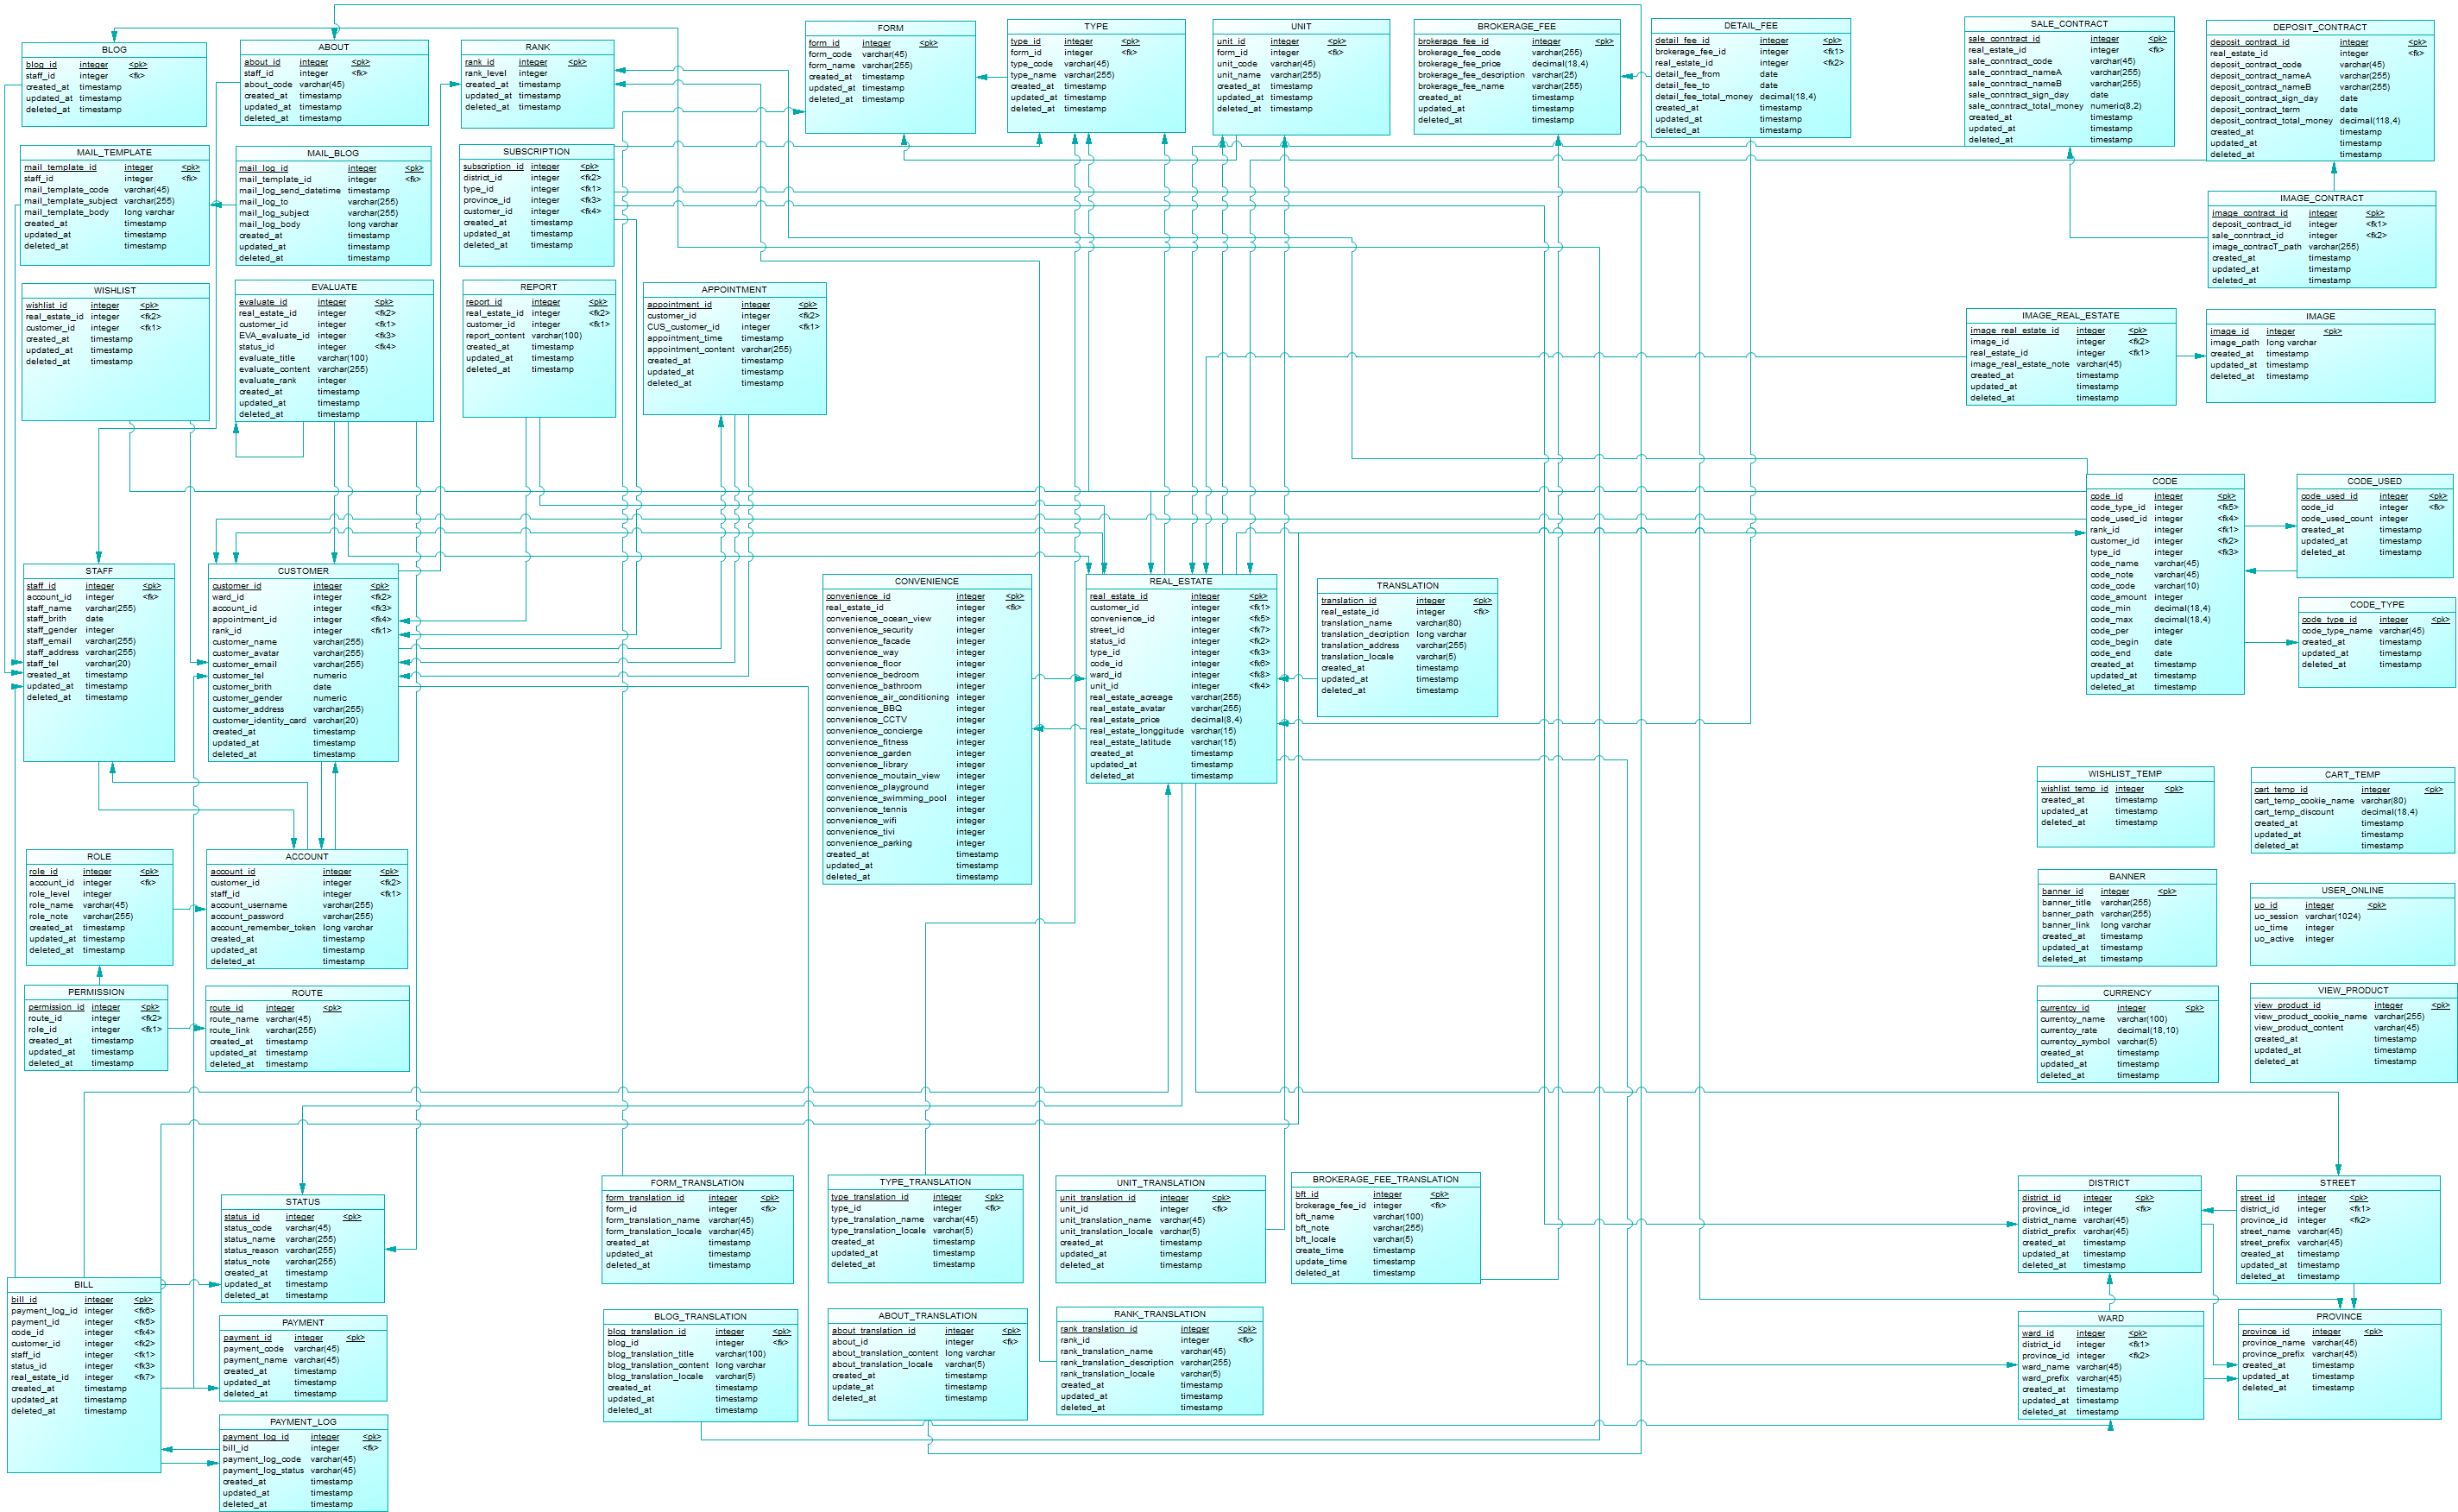 BLOG
blog_id integer <pk>
staff_id integer <fk>
created_at timestamp
updated_at timestamp
deleted_at timestamp
ABOUT
about_id integer <pk>
staff_id integer <fk>
about_code varchar(45)
created_at timestamp
updated_at timestamp
deleted_at timestamp
RANK
rank_id integer <pk>
rank_level integer
created_at timestamp
updated_at timestamp
deleted_at timestamp
FORM
form_id integer <pk>
form_code varchar(45)
form_name varchar(255)
created_at timestamp
updated_at timestamp
deleted_at timestamp
TYPE
type_id integer <pk>
form_id integer <fk>
type_code varchar(45)
type_name varchar(255)
created_at timestamp
updated_at timestamp
deleted_at timestamp
UNIT
unit_id integer <pk>
form_id integer <fk>
unit_code varchar(45)
unit_name varchar(255)
created_at timestamp
updated_at timestamp
deleted_at timestamp
BROKERAGE_FEE
brokerage_fee_id integer <pk>
brokerage_fee_code varchar(255)
brokerage_fee_price decimal(18,4)
brokerage_fee_description varchar(25)
brokerage_fee_name varchar(255)
created_at timestamp
updated_at timestamp
deleted_at timestamp
DETAIL_FEE
detail_fee_id integer <pk>
brokerage_fee_id integer <fk1>
real_estate_id integer <fk2>
detail_fee_from date
detail_fee_to date
detail_fee_total_money decimal(18,4)
created_at timestamp
updated_at timestamp
deleted_at timestamp
SALE_CONTRACT
sale_conntract_id integer <pk>
real_estate_id integer <fk>
sale_conntract_code varchar(45)
sale_conntract_nameA varchar(255)
sale_conntract_nameB varchar(255)
sale_conntract_sign_day date
sale_conntract_total_money numeric(8,2)
created_at timestamp
updated_at timestamp
deleted_at timestamp
DEPOSIT_CONTRACT
deposit_contract_id integer <pk>
real_estate_id integer <fk>
deposit_contract_code varchar(45)
deposit_contract_nameA varchar(255)
deposit_contract_nameB varchar(255)
deposit_contract_sign_day date
deposit_contract_term date
deposit_contract_total_money decimal(118,4)
created_at timestamp
updated_at timestamp
deleted_at timestamp
MAIL_TEMPLATE
mail_template_id integer <pk>
staff_id integer <fk>
mail_template_code varchar(45)
mail_template_subject varchar(255)
mail_template_body long varchar
created_at timestamp
updated_at timestamp
deleted_at timestamp
MAIL_BLOG
mail_log_id integer <pk>
mail_template_id integer <fk>
mail_log_send_datetime timestamp
mail_log_to varchar(255)
mail_log_subject varchar(255)
mail_log_body long varchar
created_at timestamp
updated_at timestamp
deleted_at timestamp
SUBSCRIPTION
subscription_id integer <pk>
district_id integer <fk2>
type_id integer <fk1>
province_id integer <fk3>
customer_id integer <fk4>
created_at timestamp
updated_at timestamp
deleted_at timestamp
IMAGE_CONTRACT
image_contract_id integer <pk>
deposit_contract_id integer <fk1>
sale_conntract_id integer <fk2>
image_contracT_path varchar(255)
created_at timestamp
updated_at timestamp
deleted_at timestamp
WISHLIST
wishlist_id integer <pk>
real_estate_id integer <fk2>
customer_id integer <fk1>
created_at timestamp
updated_at timestamp
deleted_at timestamp
EVALUATE
evaluate_id integer <pk>
real_estate_id integer <fk2>
customer_id integer <fk1>
EVA_evaluate_id integer <fk3>
status_id integer <fk4>
evaluate_title varchar(100)
evaluate_content varchar(255)
evaluate_rank integer
created_at timestamp
updated_at timestamp
deleted_at timestamp
REPORT
report_id integer <pk>
real_estate_id integer <fk2>
customer_id integer <fk1>
report_content varchar(100)
created_at timestamp
updated_at timestamp
deleted_at timestamp
APPOINTMENT
appointment_id integer <pk>
customer_id integer <fk2>
CUS_customer_id integer <fk1>
appointment_time timestamp
appointment_content varchar(255)
created_at timestamp
updated_at timestamp
deleted_at timestamp
IMAGE_REAL_ESTATE
image_real_estate_id integer <pk>
image_id integer <fk2>
real_estate_id integer <fk1>
image_real_estate_note varchar(45)
created_at timestamp
updated_at timestamp
deleted_at timestamp
IMAGE
image_id integer <pk>
image_path long varchar
created_at timestamp
updated_at timestamp
deleted_at timestamp
CODE
code_id integer <pk>
code_type_id integer <fk5>
code_used_id integer <fk4>
rank_id integer <fk1>
customer_id integer <fk2>
type_id integer <fk3>
code_name varchar(45)
code_note varchar(45)
code_code varchar(10)
code_amount integer
code_min decimal(18,4)
code_max decimal(18,4)
code_per integer
code_begin date
code_end date
created_at timestamp
updated_at timestamp
deleted_at timestamp
CODE_USED
code_used_id integer <pk>
code_id integer <fk>
code_used_count integer
created_at timestamp
updated_at timestamp
deleted_at timestamp
CODE_TYPE
code_type_id integer <pk>
code_type_name varchar(45)
created_at timestamp
updated_at timestamp
deleted_at timestamp
STAFF
staff_id integer <pk>
account_id integer <fk>
staff_name varchar(255)
staff_brith date
staff_gender integer
staff_email varchar(255)
staff_address varchar(255)
staff_tel varchar(20)
created_at timestamp
updated_at timestamp
deleted_at timestamp
CUSTOMER
customer_id integer <pk>
ward_id integer <fk2>
account_id integer <fk3>
appointment_id integer <fk4>
rank_id integer <fk1>
customer_name varchar(255)
customer_avatar varchar(255)
customer_email varchar(255)
customer_tel numeric
customer_brith date
customer_gender numeric
customer_address varchar(255)
customer_identity_card varchar(20)
created_at timestamp
updated_at timestamp
deleted_at timestamp
CONVENIENCE
convenience_id integer <pk>
real_estate_id integer <fk>
convenience_ocean_view integer
convenience_security integer
convenience_facade integer
convenience_way integer
convenience_floor integer
convenience_bedroom integer
convenience_bathroom integer
convenience_air_conditioning integer
convenience_BBQ integer
convenience_CCTV integer
convenience_concierge integer
convenience_fitness integer
convenience_garden integer
convenience_library integer
convenience_moutain_view integer
convenience_playground integer
convenience_swimming_pool integer
convenience_tennis integer
convenience_wifi integer
convenience_tivi integer
convenience_parking integer
created_at timestamp
updated_at timestamp
deleted_at timestamp
REAL_ESTATE
real_estate_id integer <pk>
customer_id integer <fk1>
convenience_id integer <fk5>
street_id integer <fk7>
status_id integer <fk2>
type_id integer <fk3>
code_id integer <fk6>
ward_id integer <fk8>
unit_id integer <fk4>
real_estate_acreage varchar(255)
real_estate_avatar varchar(255)
real_estate_price decimal(8,4)
real_estate_longgitude varchar(15)
real_estate_latitude varchar(15)
created_at timestamp
updated_at timestamp
deleted_at timestamp
TRANSLATION
translation_id integer <pk>
real_estate_id integer <fk>
translation_name varchar(80)
translation_decription long varchar
translation_address varchar(255)
translation_locale varchar(5)
created_at timestamp
updated_at timestamp
deleted_at timestamp
WISHLIST_TEMP
wishlist_temp_id integer <pk>
created_at timestamp
updated_at timestamp
deleted_at timestamp
CART_TEMP
cart_temp_id integer <pk>
cart_temp_cookie_name varchar(80)
cart_temp_discount decimal(18,4)
created_at timestamp
updated_at timestamp
deleted_at timestamp
ROLE
role_id integer <pk>
account_id integer <fk>
role_level integer
role_name varchar(45)
role_note varchar(255)
created_at timestamp
updated_at timestamp
deleted_at timestamp
ACCOUNT
account_id integer <pk>
customer_id integer <fk2>
staff_id integer <fk1>
account_username varchar(255)
account_password varchar(255)
account_remember_token long varchar
created_at timestamp
updated_at timestamp
deleted_at timestamp
BANNER
banner_id integer <pk>
banner_title varchar(255)
banner_path varchar(255)
banner_link long varchar
created_at timestamp
updated_at timestamp
deleted_at timestamp
USER_ONLINE
uo_id integer <pk>
uo_session varchar(1024)
uo_time integer
uo_active integer
PERMISSION
permission_id integer <pk>
route_id integer <fk2>
role_id integer <fk1>
created_at timestamp
updated_at timestamp
deleted_at timestamp
ROUTE
route_id integer <pk>
route_name varchar(45)
route_link varchar(255)
created_at timestamp
updated_at timestamp
deleted_at timestamp
CURRENCY
currentcy_id integer <pk>
currentcy_name varchar(100)
currentcy_rate decimal(18,10)
currentcy_symbol varchar(5)
created_at timestamp
updated_at timestamp
deleted_at timestamp
VIEW_PRODUCT
view_product_id integer <pk>
view_product_cookie_name varchar(255)
view_product_content varchar(45)
created_at timestamp
updated_at timestamp
deleted_at timestamp
STATUS
status_id integer <pk>
status_code varchar(45)
status_name varchar(255)
status_reason varchar(255)
status_note varchar(255)
created_at timestamp
updated_at timestamp
deleted_at timestamp
FORM_TRANSLATION
form_translation_id integer <pk>
form_id integer <fk>
form_translation_name varchar(45)
form_translation_locale varchar(45)
created_at timestamp
updated_at timestamp
deleted_at timestamp
TYPE_TRANSLATION
type_translation_id integer <pk>
type_id integer <fk>
type_translation_name varchar(45)
type_translation_locale varchar(5)
created_at timestamp
updated_at timestamp
deleted_at timestamp
UNIT_TRANSLATION
unit_translation_id integer <pk>
unit_id integer <fk>
unit_translation_name varchar(45)
unit_translation_locale varchar(5)
created_at timestamp
updated_at timestamp
deleted_at timestamp
BROKERAGE_FEE_TRANSLATION
bft_id integer <pk>
brokerage_fee_id integer <fk>
bft_name varchar(100)
bft_note varchar(255)
bft_locale varchar(5)
create_time timestamp
update_time timestamp
deleted_at timestamp
DISTRICT
district_id integer <pk>
province_id integer <fk>
district_name varchar(45)
district_prefix varchar(45)
created_at timestamp
updated_at timestamp
deleted_at timestamp
STREET
street_id integer <pk>
district_id integer <fk1>
province_id integer <fk2>
street_name varchar(45)
street_prefix varchar(45)
created_at timestamp
updated_at timestamp
deleted_at timestamp
BILL
bill_id integer <pk>
payment_log_id integer <fk6>
payment_id integer <fk5>
code_id integer <fk4>
customer_id integer <fk2>
staff_id integer <fk1>
status_id integer <fk3>
real_estate_id integer <fk7>
created_at timestamp
updated_at timestamp
deleted_at timestamp
PAYMENT
payment_id integer <pk>
payment_code varchar(45)
payment_name varchar(45)
created_at timestamp
updated_at timestamp
deleted_at timestamp
BLOG_TRANSLATION
blog_translation_id integer <pk>
blog_id integer <fk>
blog_translation_title varchar(100)
blog_translation_content long varchar
blog_translation_locale varchar(5)
created_at timestamp
updated_at timestamp
deleted_at timestamp
ABOUT_TRANSLATION
about_translation_id integer <pk>
about_id integer <fk>
about_translation_content long varchar
about_translation_locale varchar(5)
created_at timestamp
update_at timestamp
deleted_at timestamp
RANK_TRANSLATION
rank_translation_id integer <pk>
rank_id integer <fk>
rank_translation_name varchar(45)
rank_translation_description varchar(255)
rank_translation_locale varchar(5)
created_at timestamp
updated_at timestamp
deleted_at timestamp
WARD
ward_id integer <pk>
district_id integer <fk1>
province_id integer <fk2>
ward_name varchar(45)
ward_prefix varchar(45)
created_at timestamp
updated_at timestamp
deleted_at timestamp
PROVINCE
province_id integer <pk>
province_name varchar(45)
province_prefix varchar(45)
created_at timestamp
updated_at timestamp
deleted_at timestamp
PAYMENT_LOG
payment_log_id integer <pk>
bill_id integer <fk>
payment_log_code varchar(45)
payment_log_status varchar(45)
created_at timestamp
updated_at timestamp
deleted_at timestamp